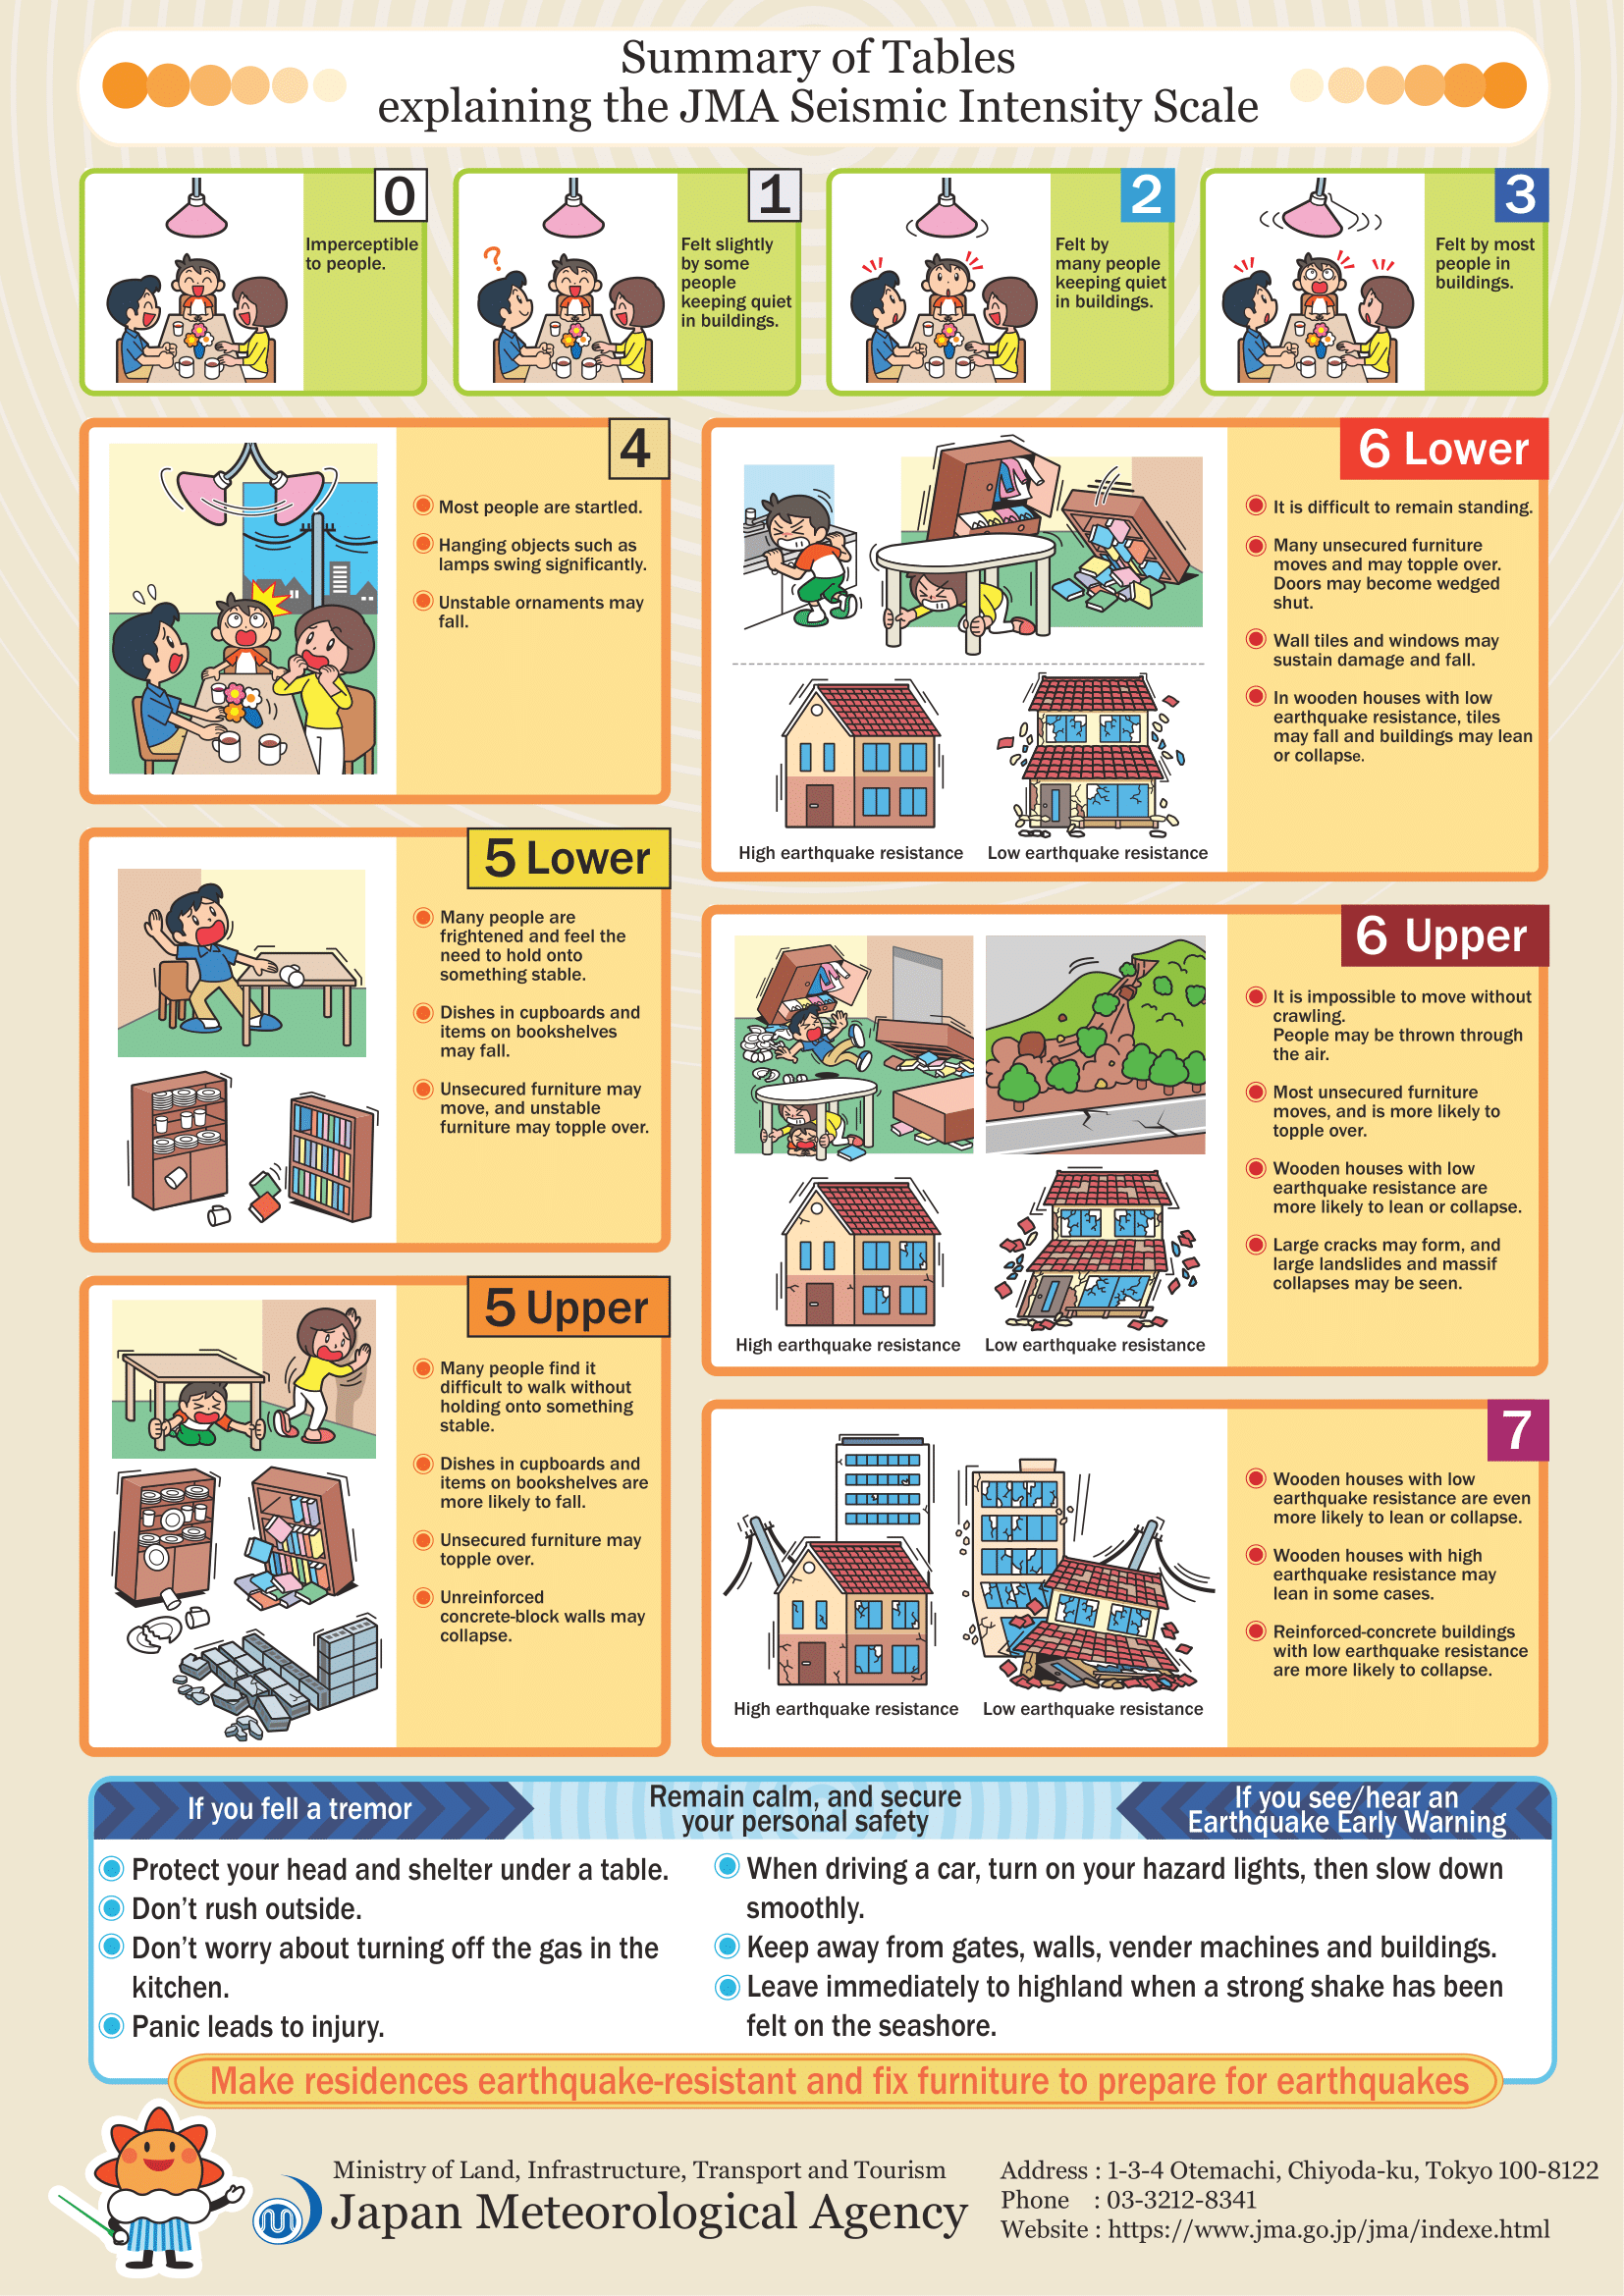 Summary of Tables
explaining the JMA Seismic Intensity Scale
0
Imperceptible
to people.
1
Felt slightly
by some
people
keeping quiet
in buildings.
2
Felt by
many people
keeping quiet
in buildings.
3
Felt by most
people in
buildings.
4
Most people are startled.
Hanging objects such as
lamps swing significantly.
Unstable ornaments may
fall.
5 Lower
Many people are
frightened and feel the
need to hold onto
something stable.
Dishes in cupboards and
items on bookshelves
may fall.
Unsecured furniture may
move, and unstable
furniture may topple over.
5 Upper
Many people find it
difficult to walk without
holding onto something
stable.
Dishes in cupboards and
items on bookshelves are
more likely to fall.
Unsecured furniture may
topple over.
Unreinforced
concrete-block walls may
collapse.
6 Lower
It is difficult to remain standing.
Many unsecured furniture
moves and may topple over.
Doors may become wedged
shut.
Wall tiles and windows may
sustain damage and fall.
In wooden houses with low
earthquake resistance, tiles
may fall and buildings may lean
or collapse.
High earthquake resistance
Low earthquake resistance
6 Upper
It is impossible to move without
crawling.
People may be thrown through
the air.
Most unsecured furniture
moves, and is more likely to
topple over.
Wooden houses with low
earthquake resistance are
more likely to lean or collapse.
Large cracks may form, and
large landslides and massif
collapses may be seen.
High earthquake resistance
Low earthquake resistance
7
Wooden houses with low
earthquake resistance are even
more likely to lean or collapse.
Wooden houses with high
earthquake resistance may
lean in some cases.
Reinforced-concrete buildings
with low earthquake resistance
are more likely to collapse.
High earthquake resistance
Low earthquake resistance
If you fell a tremor
Remain calm, and secure
your personal safety
If you see/hear an
Earthquake Early Warning
Protect your head and shelter under a table.
Don't rush outside.
Don't worry about turning off the gas in the
kitchen.
Panic leads to injury.
When driving a car, turn on your hazard lights, then slow down
smoothly.
Keep away from gates, walls, vender machines and buildings.
Leave immediately to highland when a strong shake has been
felt on the seashore.
Make residences earthquake-resistant and fix furniture to prepare for earthquakes
Ministry of Land, Infrastructure, Transport and Tourism
Japan Meteorological Agency
Address : 1-3-4 Otemachi, Chiyoda-ku, Tokyo 100-8122
Phone : 03-3212-8341
Website : https://www.jma.go.jp/jma/indexe.html